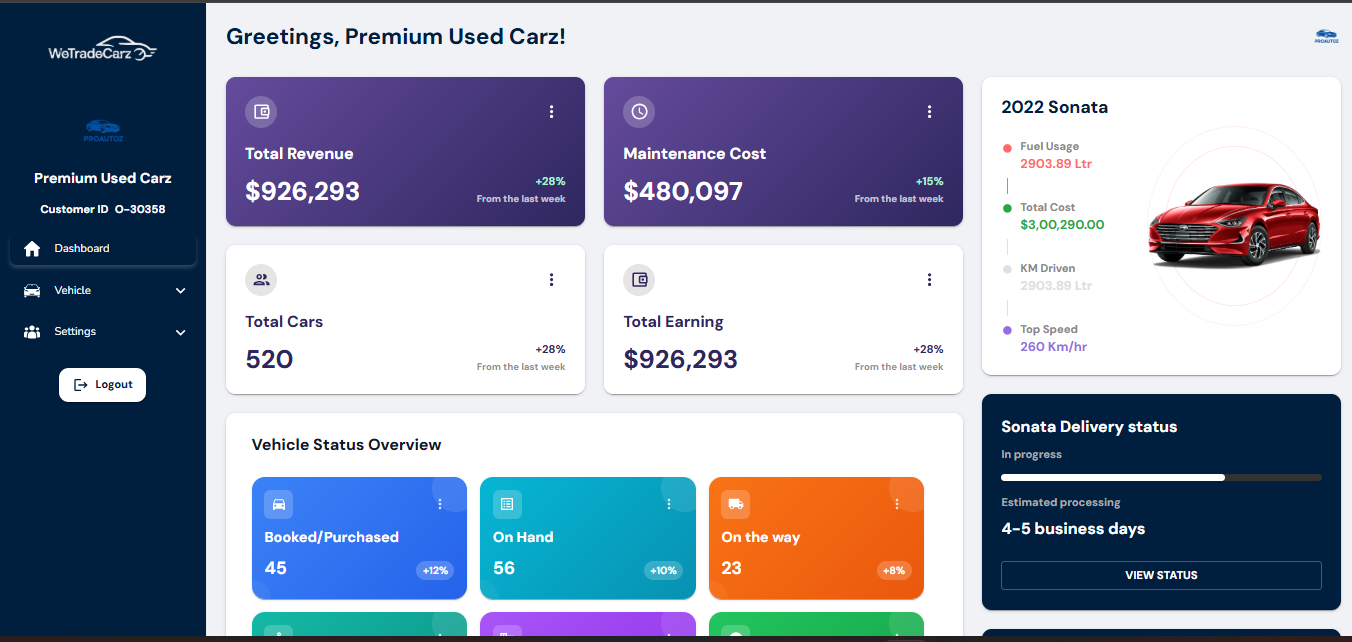 WeTradeCarz
PROAUTOZ
Premium Used Carz
Customer ID O-30358
Dashboard
Vehicle
Settings
Logout
Greetings, Premium Used Carz!
PROAUTOZ
Total Revenue
$926,293
+28%
From the last week
Maintenance Cost
$480,097
+15%
From the last week
Total Cars
520
+28%
From the last week
Total Earning
$926,293
+28%
From the last week
Vehicle Status Overview
Booked/Purchased
45
+12%
On Hand
56
+10%
On the way
23
+8%
2022 Sonata
Fuel Usage
2903.89 Ltr
Total Cost
$3,00,290.00
KM Driven
2903.89 Ltr
Top Speed
260 Km/hr
Sonata Delivery status
In progress
Estimated processing
4-5 business days
VIEW STATUS